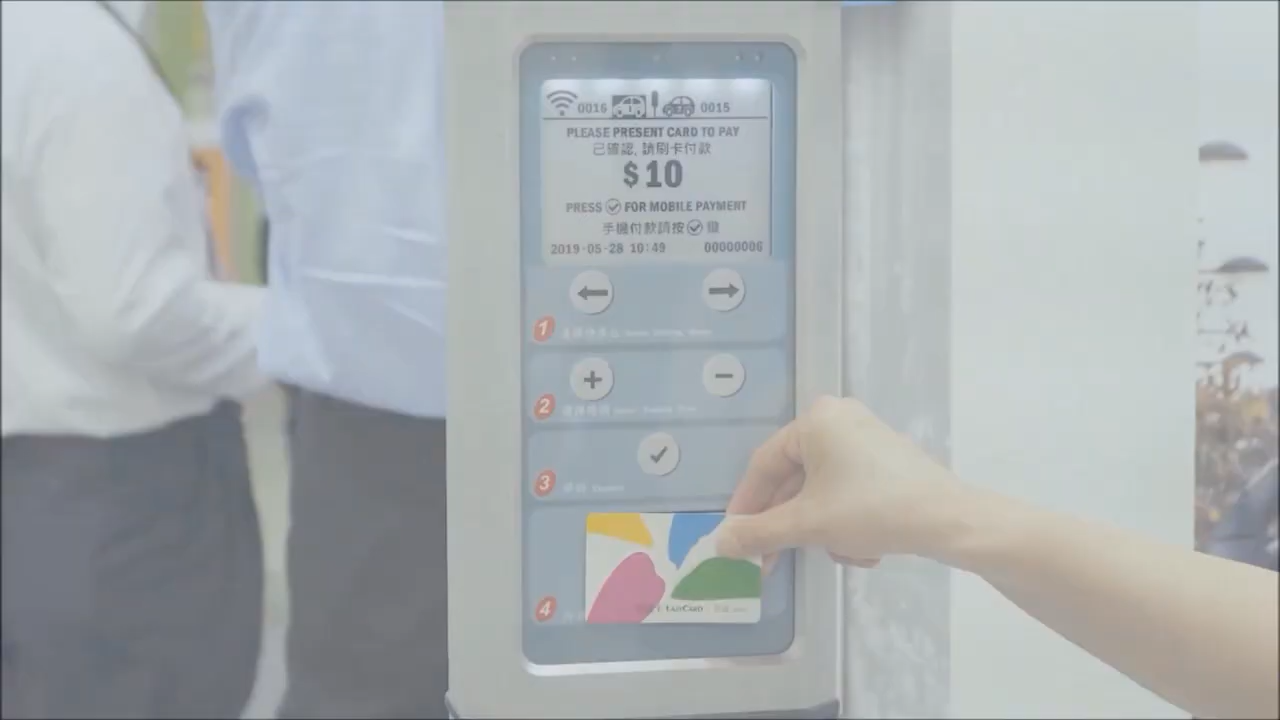 0016 0015
PLEASE PRESENT CARD TO PAY
已確認, 請刷卡付款
$10
PRESS FOR MOBILE PAYMENT
手機付款請按 鍵
2019-05-28 10:49 00000006
1
2
3
4